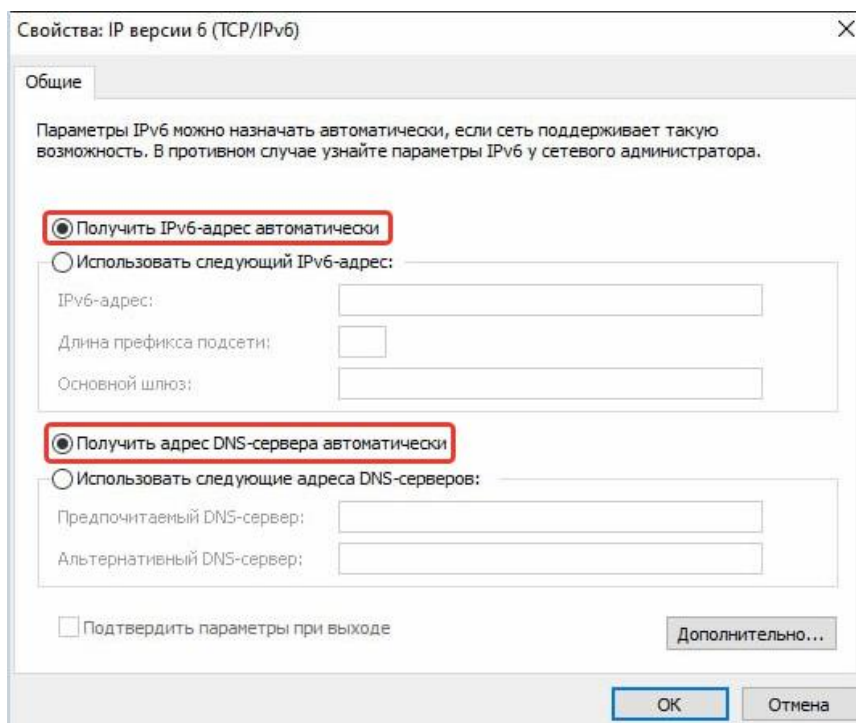 Свойства: IP версии 6 (TCP/IPv6)
Общие
Параметры IPv6 можно назначать автоматически, если сеть поддерживает такую
возможность. В противном случае узнайте параметры IPv6 у сетевого администратора.
Получить IPv6-адрес автоматически
Использовать следующий IPv6-адрес:
IPv6-адрес:
Длина префикса подсети:
Основной шлюз:
Получить адрес DNS-сервера автоматически
Использовать следующие адреса DNS-серверов:
Предпочитаемый DNS-сервер:
Альтернативный DNS-сервер:
Подтвердить параметры при выходе
Дополнительно...
ОК
Отмена